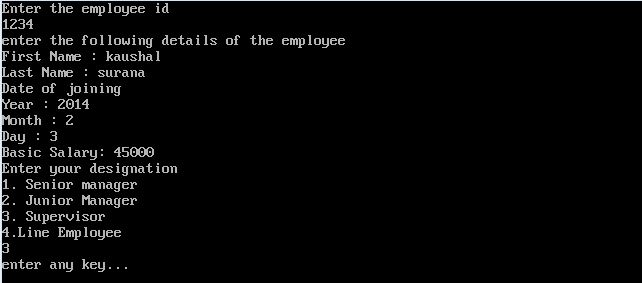 Enter the employee id
1234
enter the following details of the employee
First Name : kaushal
Last Name : surana
Date of joining
Year : 2014
Month : 2
Day : 3
Basic Salary: 45000
Enter your designation
1. Senior manager
2. Junior Manager
3. Supervisor
4.Line Employee
3
enter any key...